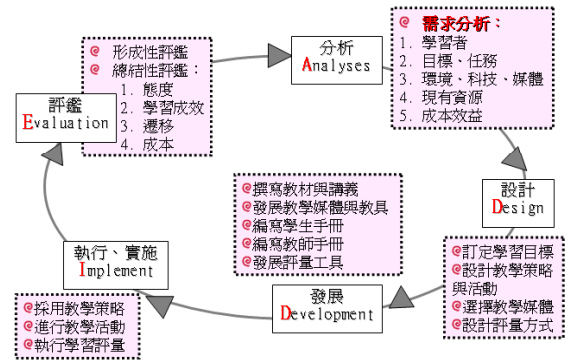 分析
Analyses
需求分析：
1. 學習者
2. 目標、任務
3. 環境、科技、媒體
4. 現有資源
5. 成本效益
設計
Design
訂定學習目標
設計教學策略
與活動
選擇教學媒體
設計評量方式
發展
Development
撰寫教材與講義
發展教學媒體與教具
編寫學生手冊
編寫教師手冊
發展評量工具
執行、實施
Implement
採用教學策略
進行教學活動
執行學習評量
評鑑
Evaluation
形成性評鑑
總結性評鑑：
1. 態度
2. 學習成效
3. 遷移
4. 成本